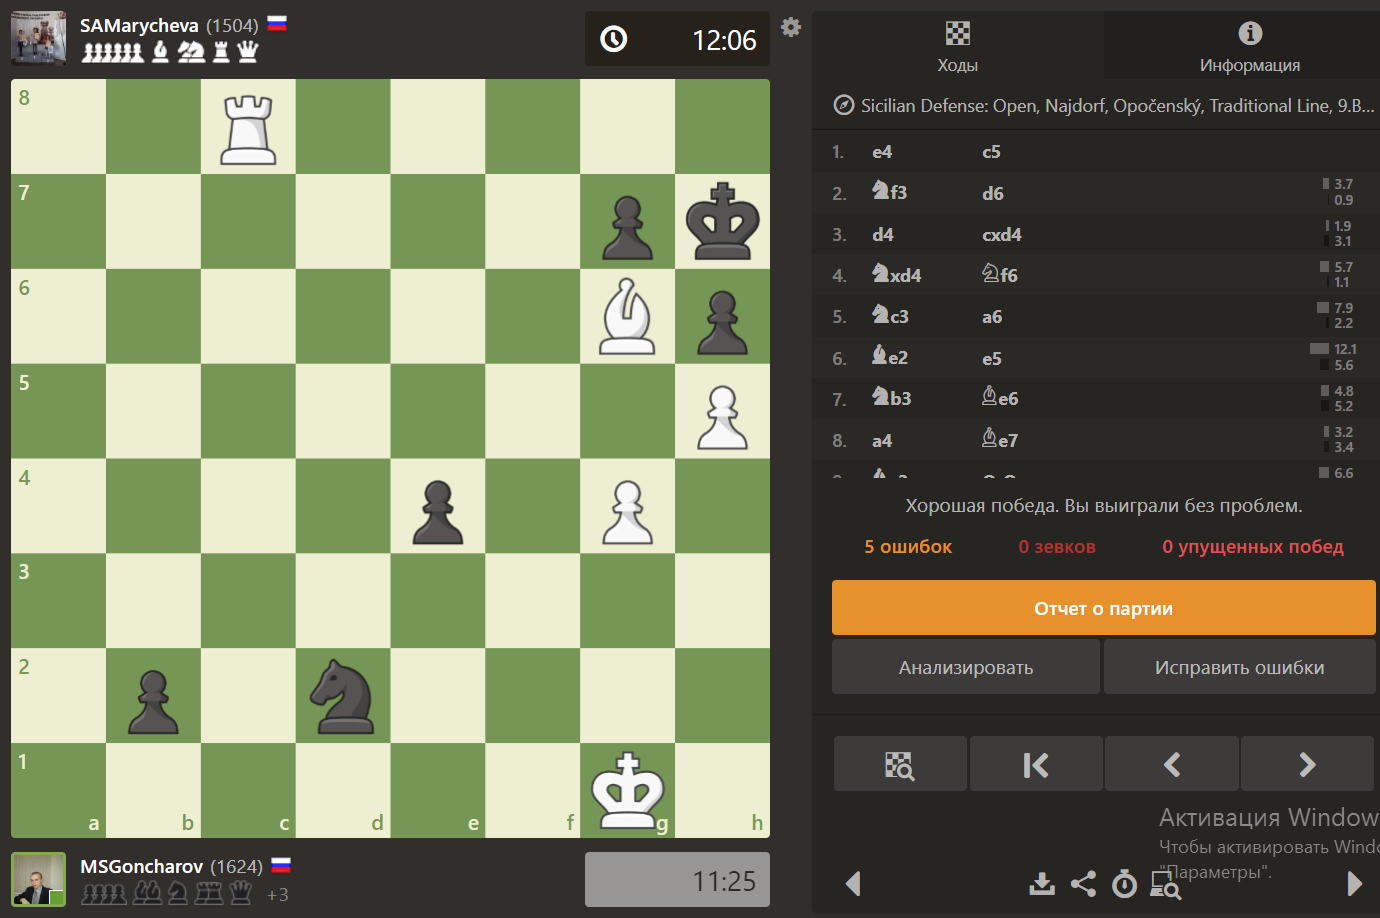 SAMarycheva (1504)
12:06
8
7
6
5
4
3
2
1
a b c d e f g h
MSGoncharov (1624)
+3
11:25
Ходы
Информация
Sicilian Defense: Open, Najdorf, Opočenský, Traditional Line, 9.B...
1. e4 c5
2. f3 d6 3.7 0.9
3. d4 cxd4 1.9 3.1
4. xd4 f6 5.7 1.1
5. c3 a6 7.9 2.2
6. e2 e5 12.1 5.6
7. b3 e6 4.8 5.2
8. a4 e7 3.2 3.4
6.6
Хорошая победа. Вы выиграли без проблем.
5 ошибок 0 зевков 0 упущенных побед
Отчет о партии
Анализировать
Исправить ошибки
Активация Window
Чтобы активировать Windo
"Параметры".